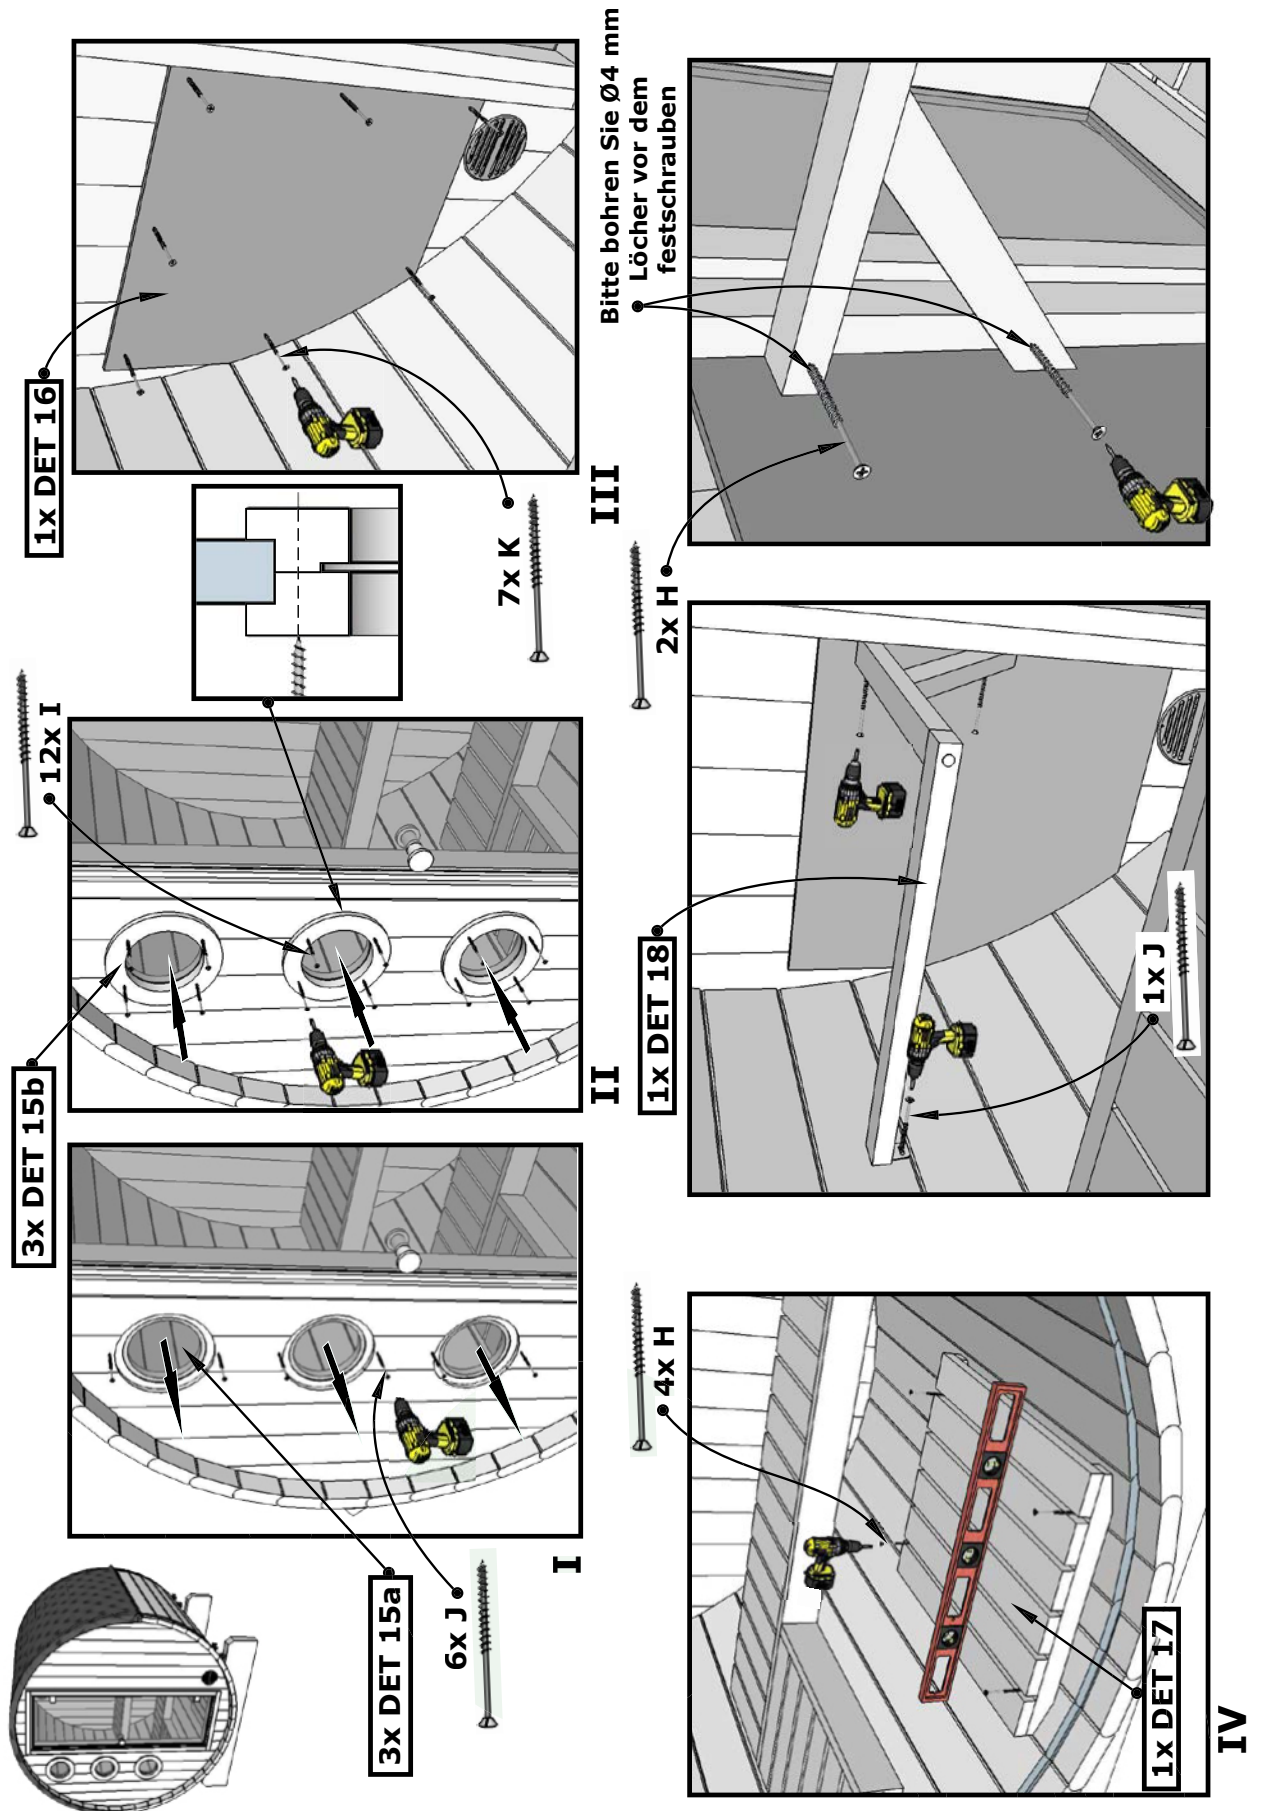 3x DET 15a
6x J
I
3x DET 15b
12x I
II
1x DET 16
7x K
III
4x H
1x DET 17
IV
1x DET 18
1x J
2x H
Bitte bohren Sie Ø4 mm
Löcher vor dem
festschrauben